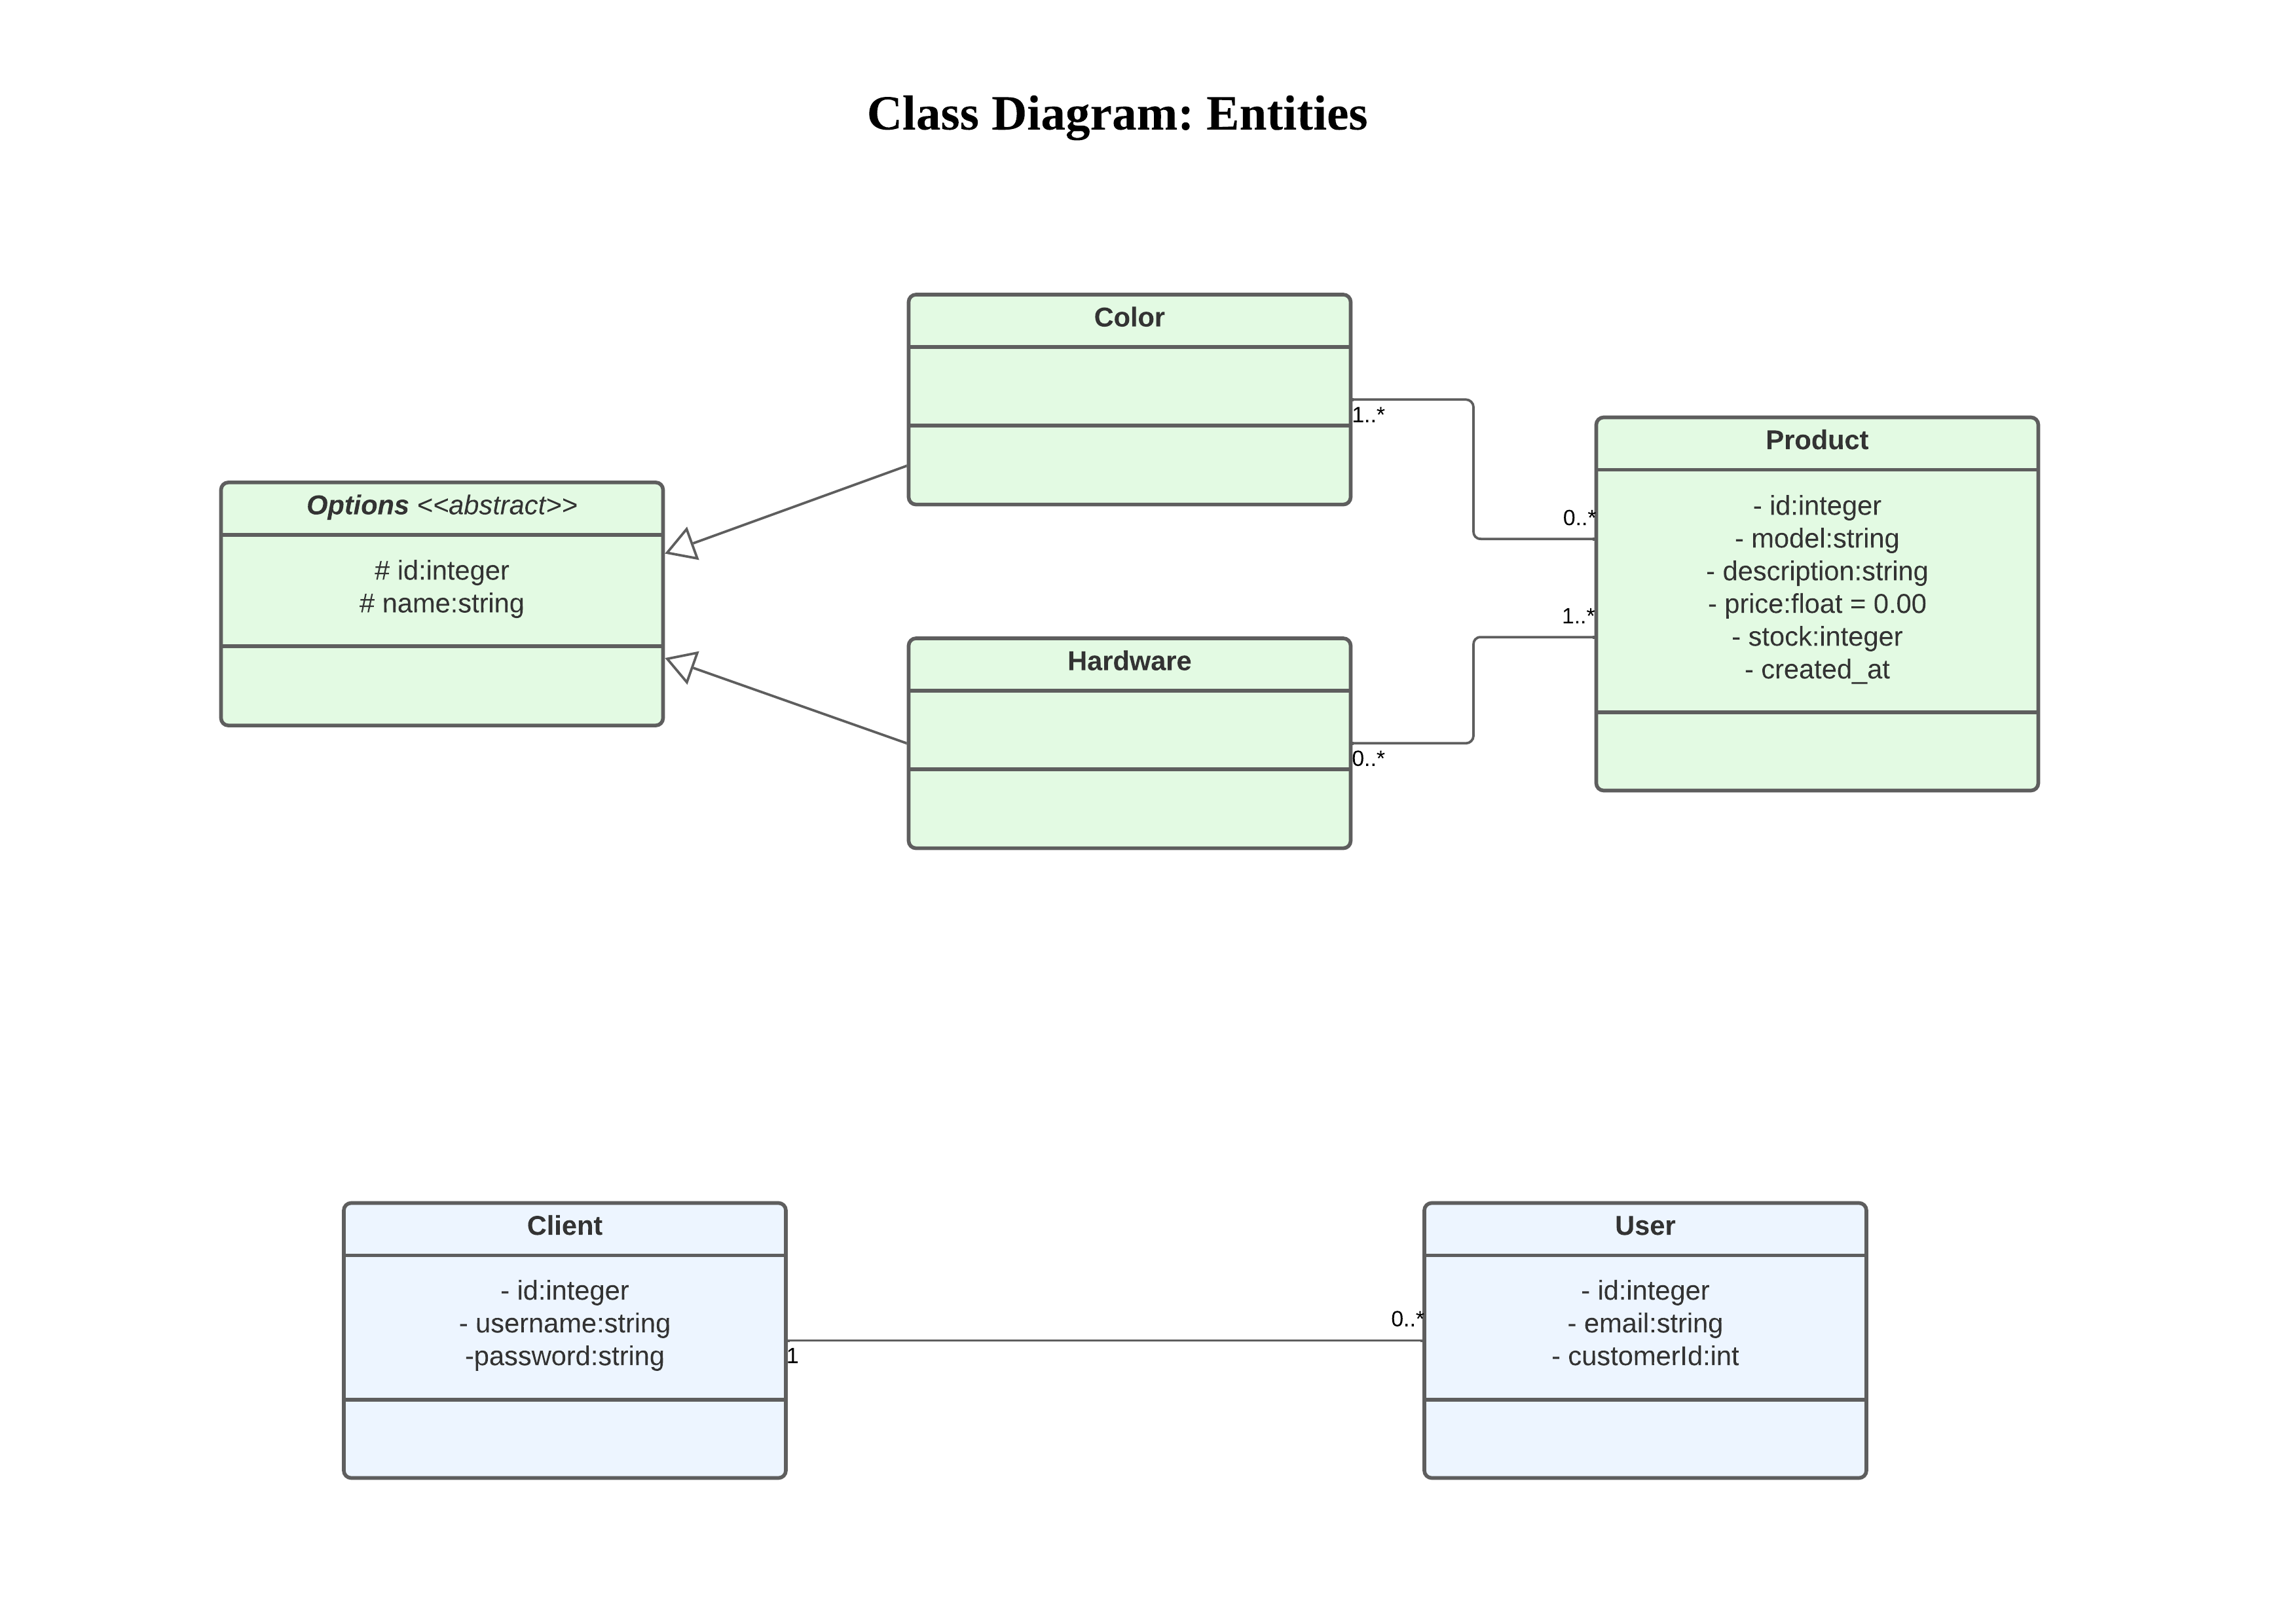 Class Diagram: Entities
Color
1..*
Product
- id:integer
- model:string
- description:string
- price:float = 0.00
- stock:integer
- created_at
0..*
1..*
Options <<abstract>>
# id:integer
# name:string
Hardware
0..*
Client
- id:integer
- username:string
-password:string
1
0..*
User
- id:integer
- email:string
- customerId:int